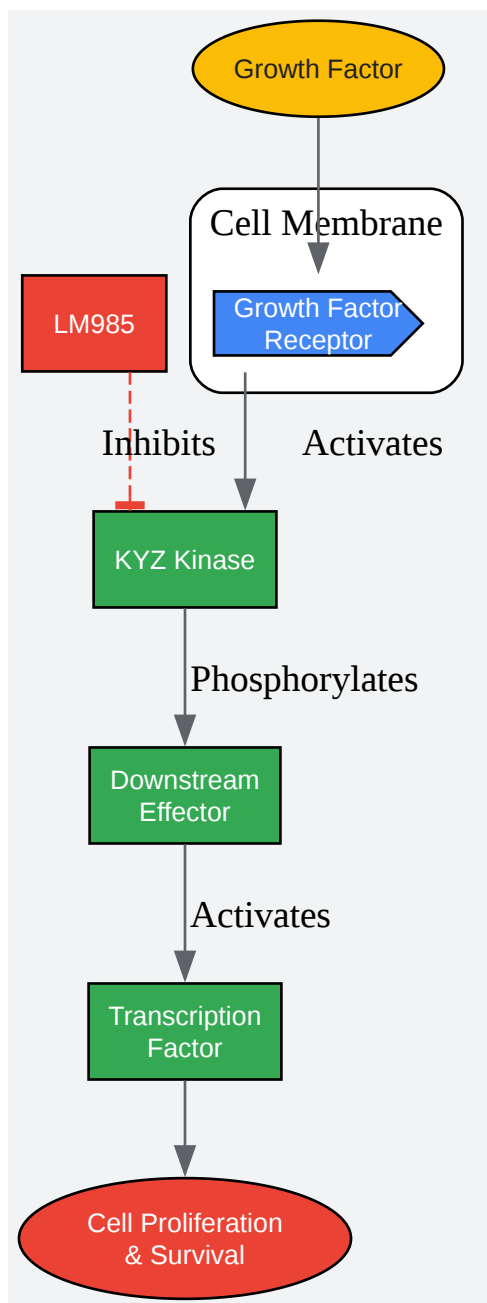 Growth Factor
Cell Membrane
Growth Factor
Receptor
LM985
Inhibits
Activates
KYZ Kinase
Phosphorylates
Downstream
Effector
Activates
Transcription
Factor
Cell Proliferation
& Survival